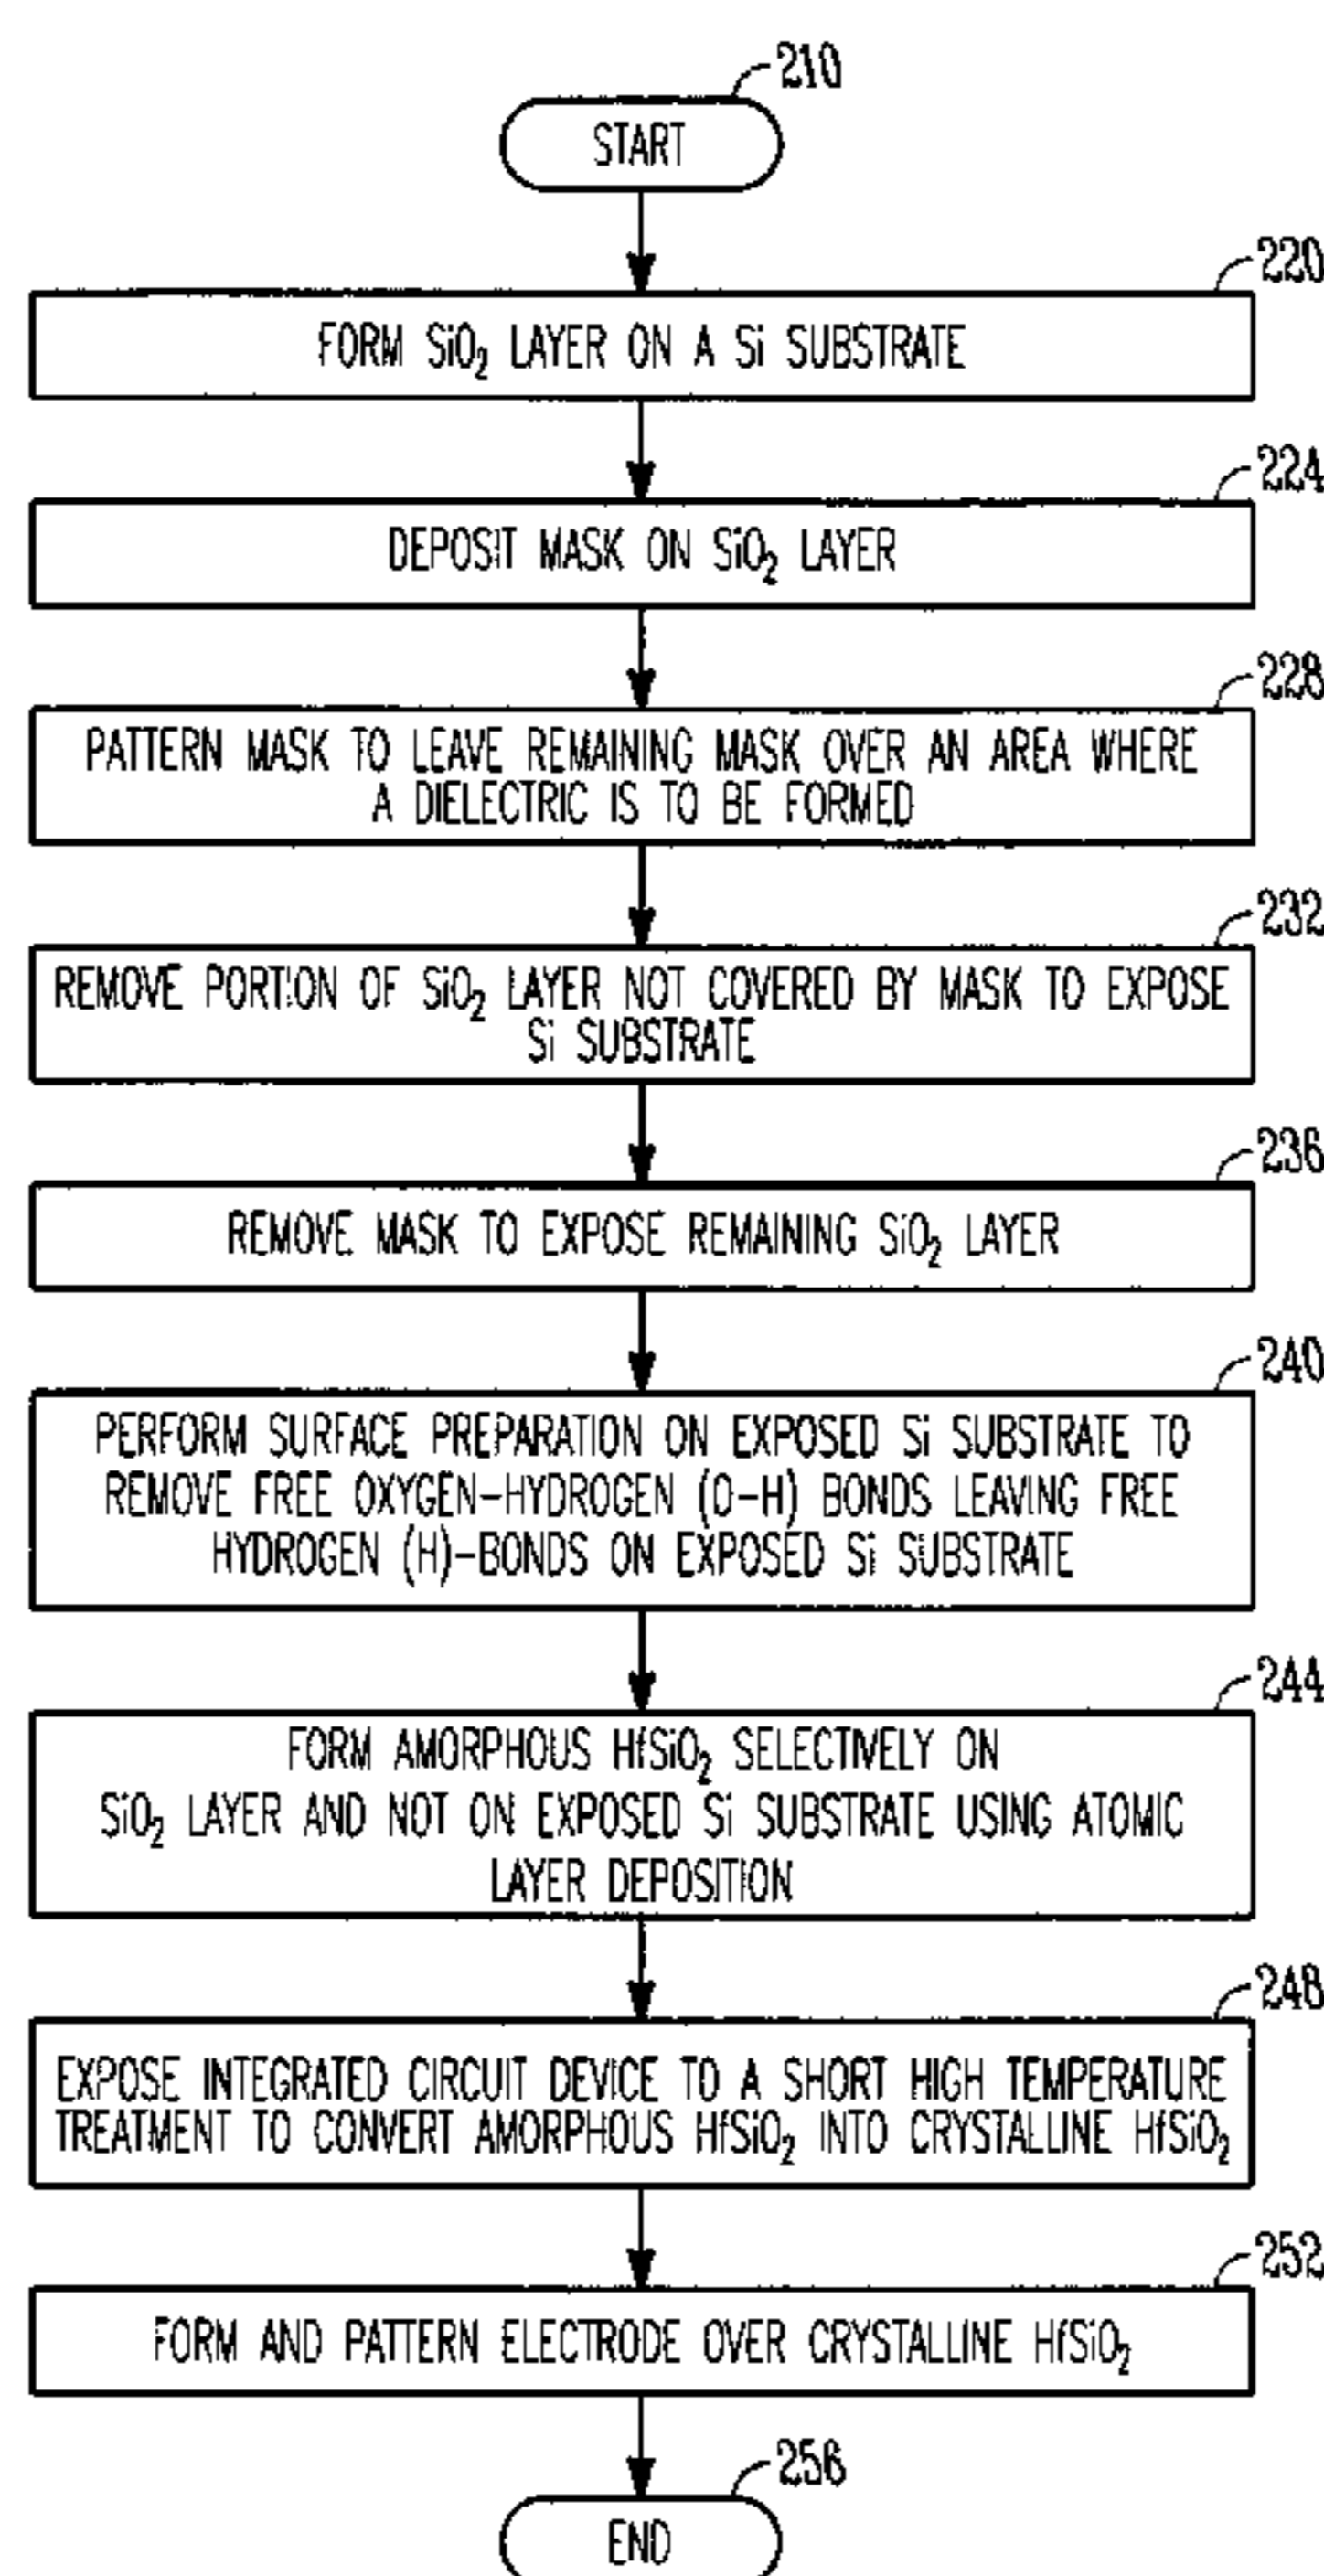 210
START
220
FORM SiO₂ LAYER ON A Si SUBSTRATE
224
DEPOSIT MASK ON SiO₂ LAYER
228
PATTERN MASK TO LEAVE REMAINING MASK OVER AN AREA WHERE
A DIELECTRIC IS TO BE FORMED
232
REMOVE PORTION OF SiO₂ LAYER NOT COVERED BY MASK TO EXPOSE
Si SUBSTRATE
236
REMOVE MASK TO EXPOSE REMAINING SiO₂ LAYER
240
PERFORM SURFACE PREPARATION ON EXPOSED Si SUBSTRATE TO
REMOVE FREE OXYGEN-HYDROGEN (O-H) BONDS LEAVING FREE
HYDROGEN (H)-BONDS ON EXPOSED Si SUBSTRATE
244
FORM AMORPHOUS HfSiO₂ SELECTIVELY ON
SiO₂ LAYER AND NOT ON EXPOSED Si SUBSTRATE USING ATOMIC
LAYER DEPOSITION
248
EXPOSE INTEGRATED CIRCUIT DEVICE TO A SHORT HIGH TEMPERATURE
TREATMENT TO CONVERT AMORPHOUS HfSiO₂ INTO CRYSTALLINE HfSiO₂
252
FORM AND PATTERN ELECTRODE OVER CRYSTALLINE HfSiO₂
256
END